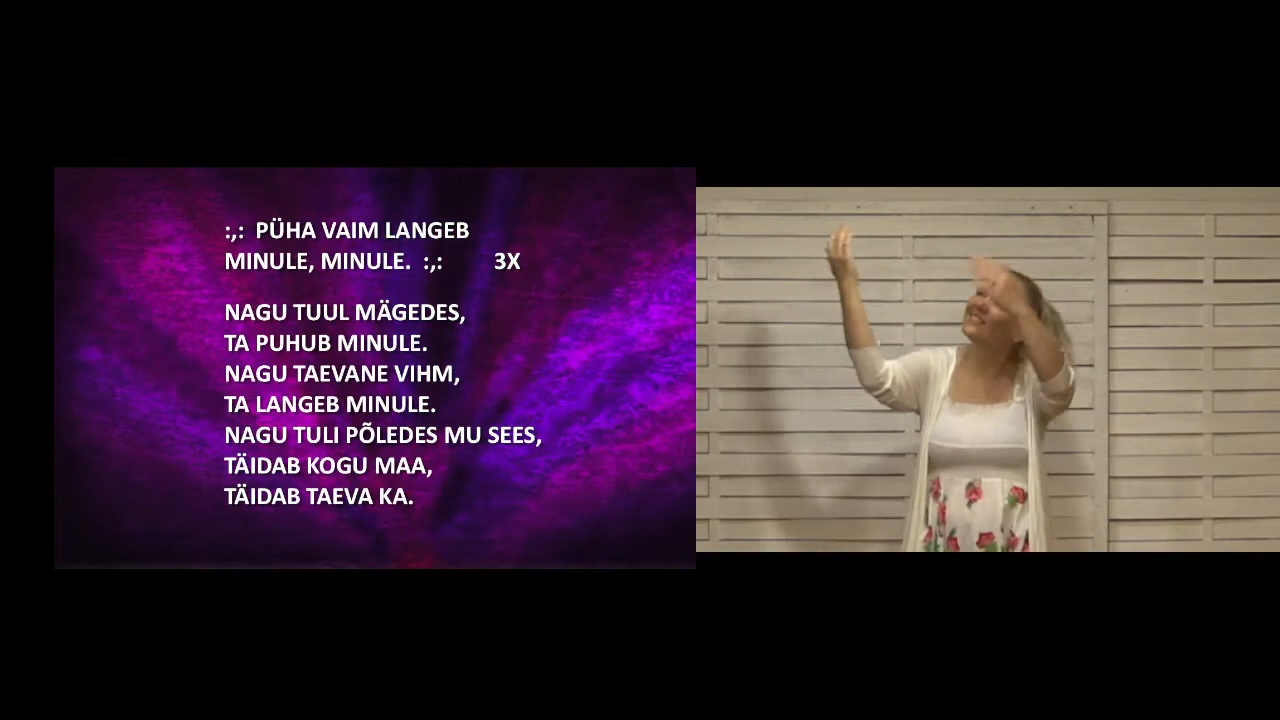 :,: PÜHA VAIM LANGEB
MINULE, MINULE. :,: 3X
NAGU TUUL MÄGEDES,
TA PUHUB MINULE.
NAGU TAEVANE VIHM,
TA LANGEB MINULE.
NAGU TULI PÕLEDES MU SEES,
TÄIDAB KOGU MAA,
TÄIDAB TAEVA KA.